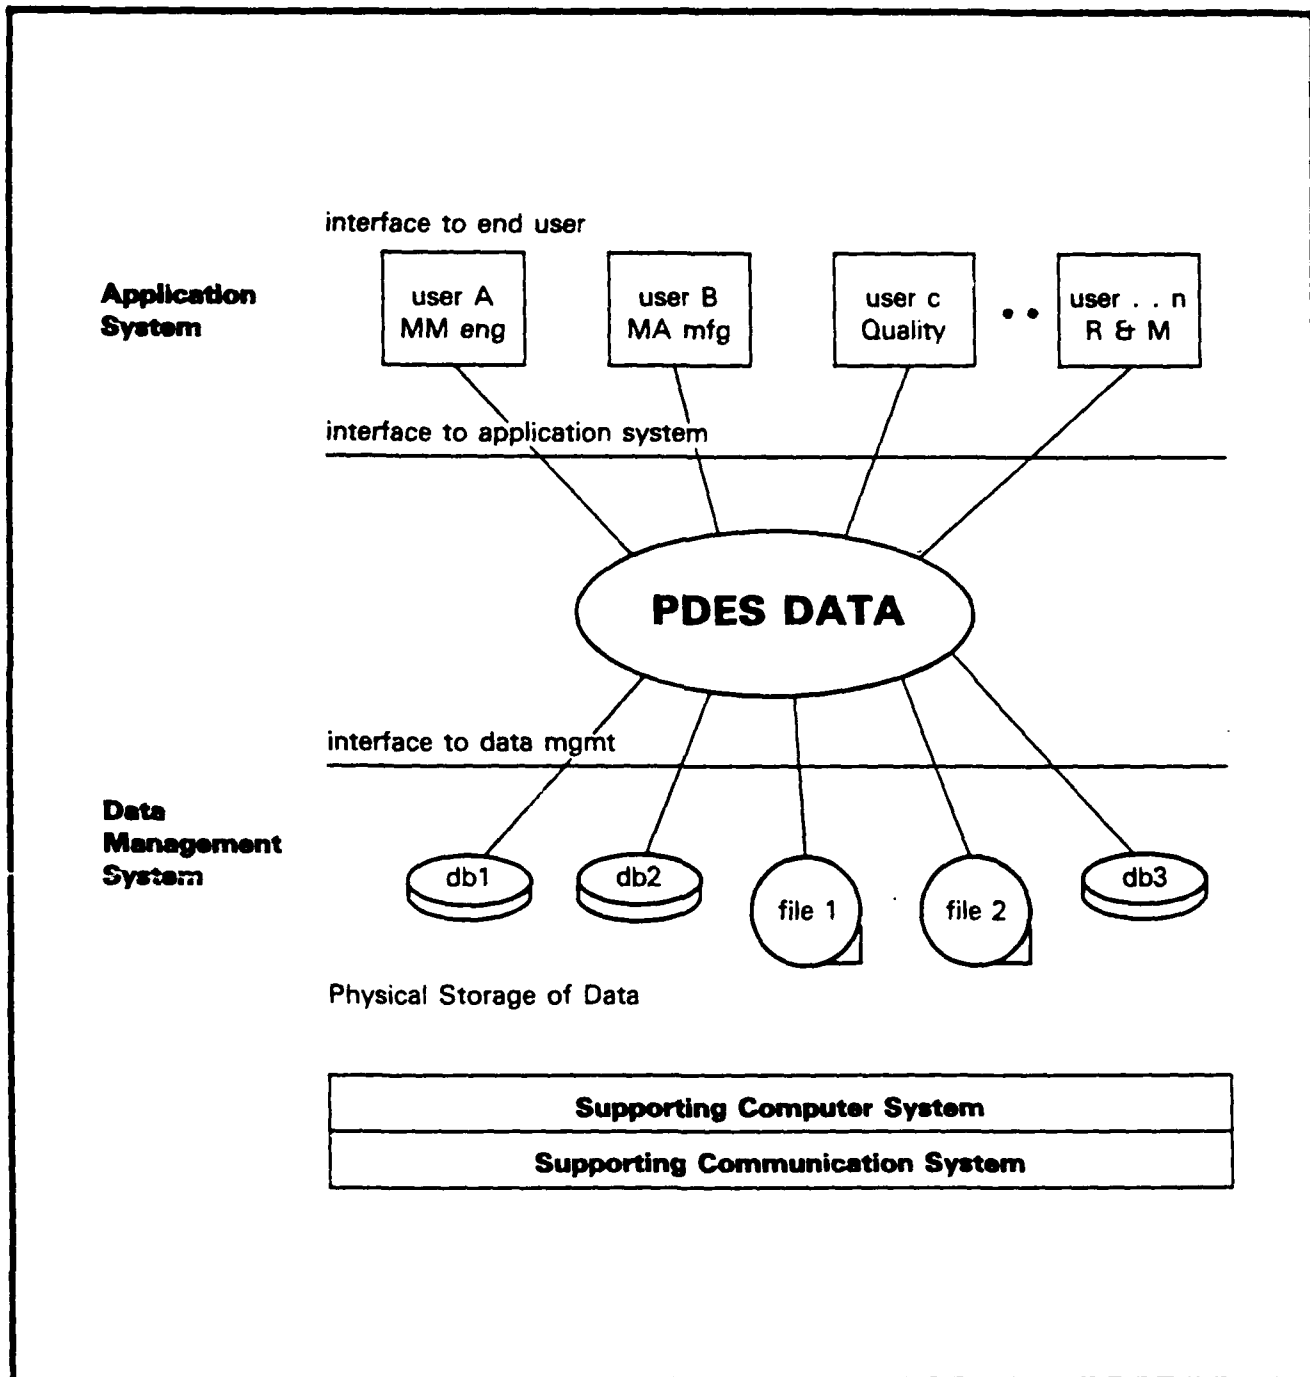 interface to end user
Application
System
user A
MM eng
user B
MA mfg
user c
Quality
user . . n
R & M
interface to application system
PDES DATA
interface to data mgmt
Data
Management
System
db1
db2
file 1
file 2
db3
Physical Storage of Data
Supporting Computer System
Supporting Communication System